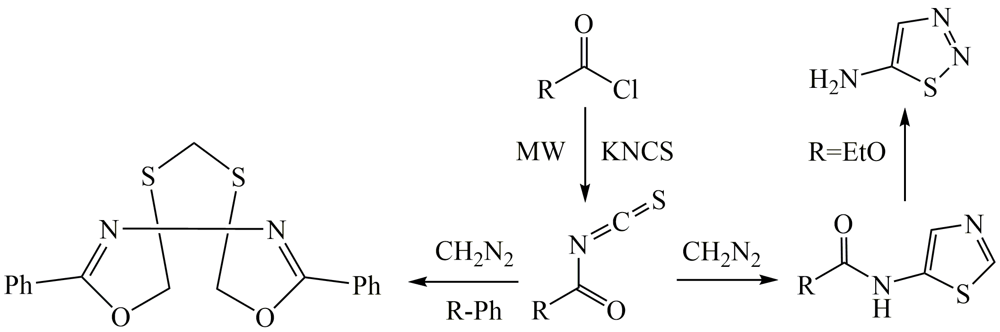 O
R
Cl
MW
KNCS
N
N
S
H₂N
R=EtO
S
S
N
N
Ph
Ph
O
O
CH₂N₂
R-Ph
S
C
N
R
O
CH₂N₂
O
R
N
H
N
S